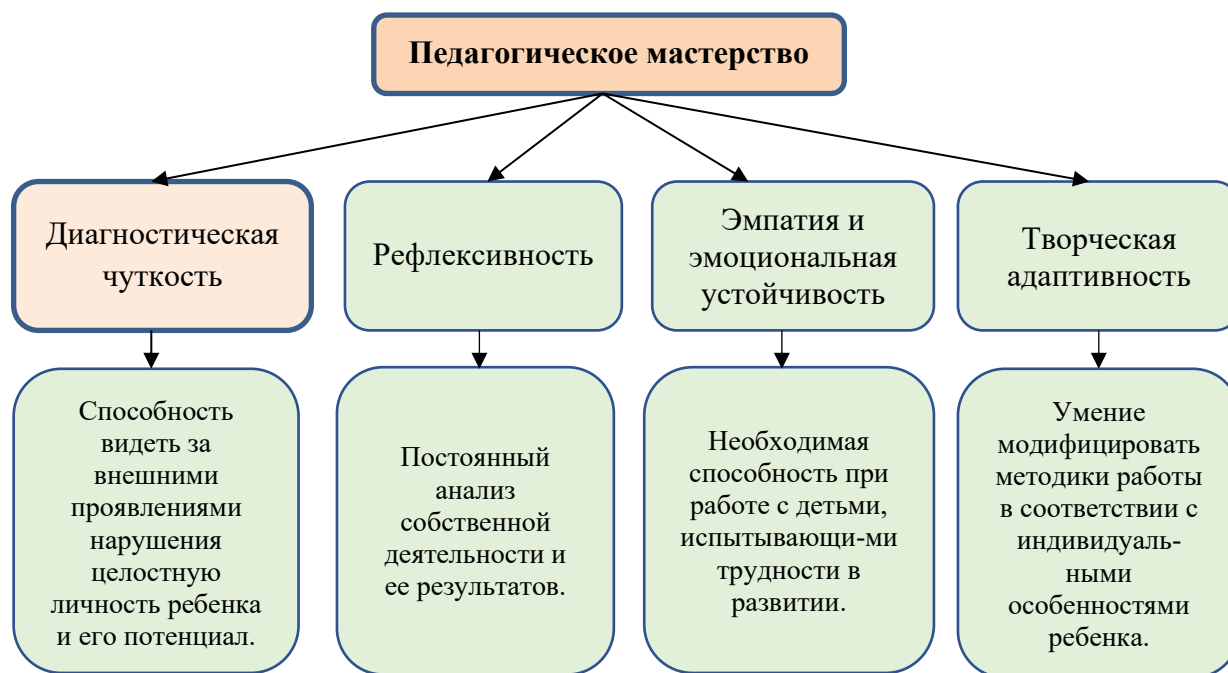 Педагогическое мастерство
Диагностическая
чуткость
Рефлексивность
Эмпатия и
эмоциональная
устойчивость
Творческая
адаптивность
Способность
видеть за
внешними
проявлениями
нарушения
целостную
личность ребенка
и его потенциал.
Постоянный
анализ
собственной
деятельности и
ее результатов.
Необходимая
способность при
работе с детьми,
испытывающи-ми
трудности в
развитии.
Умение
модифицировать
методики работы
в соответствии с
индивидуаль-
ными
особенностями
ребенка.